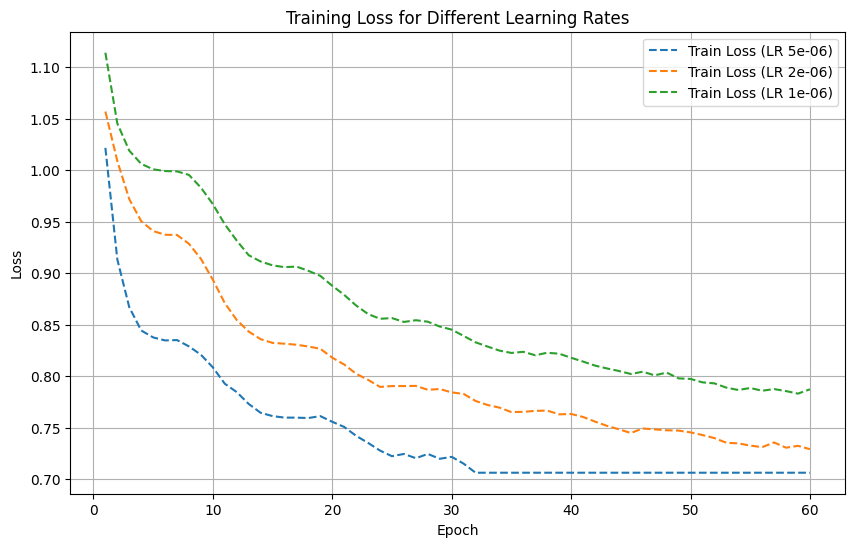 Training Loss for Different Learning Rates
Train Loss (LR 5e-06)
Train Loss (LR 2e-06)
Train Loss (LR 1e-06)
1.10
1.05
1.00
0.95
0.90
0.85
0.80
0.75
0.70
Loss
0 10 20 30 40 50 60
Epoch